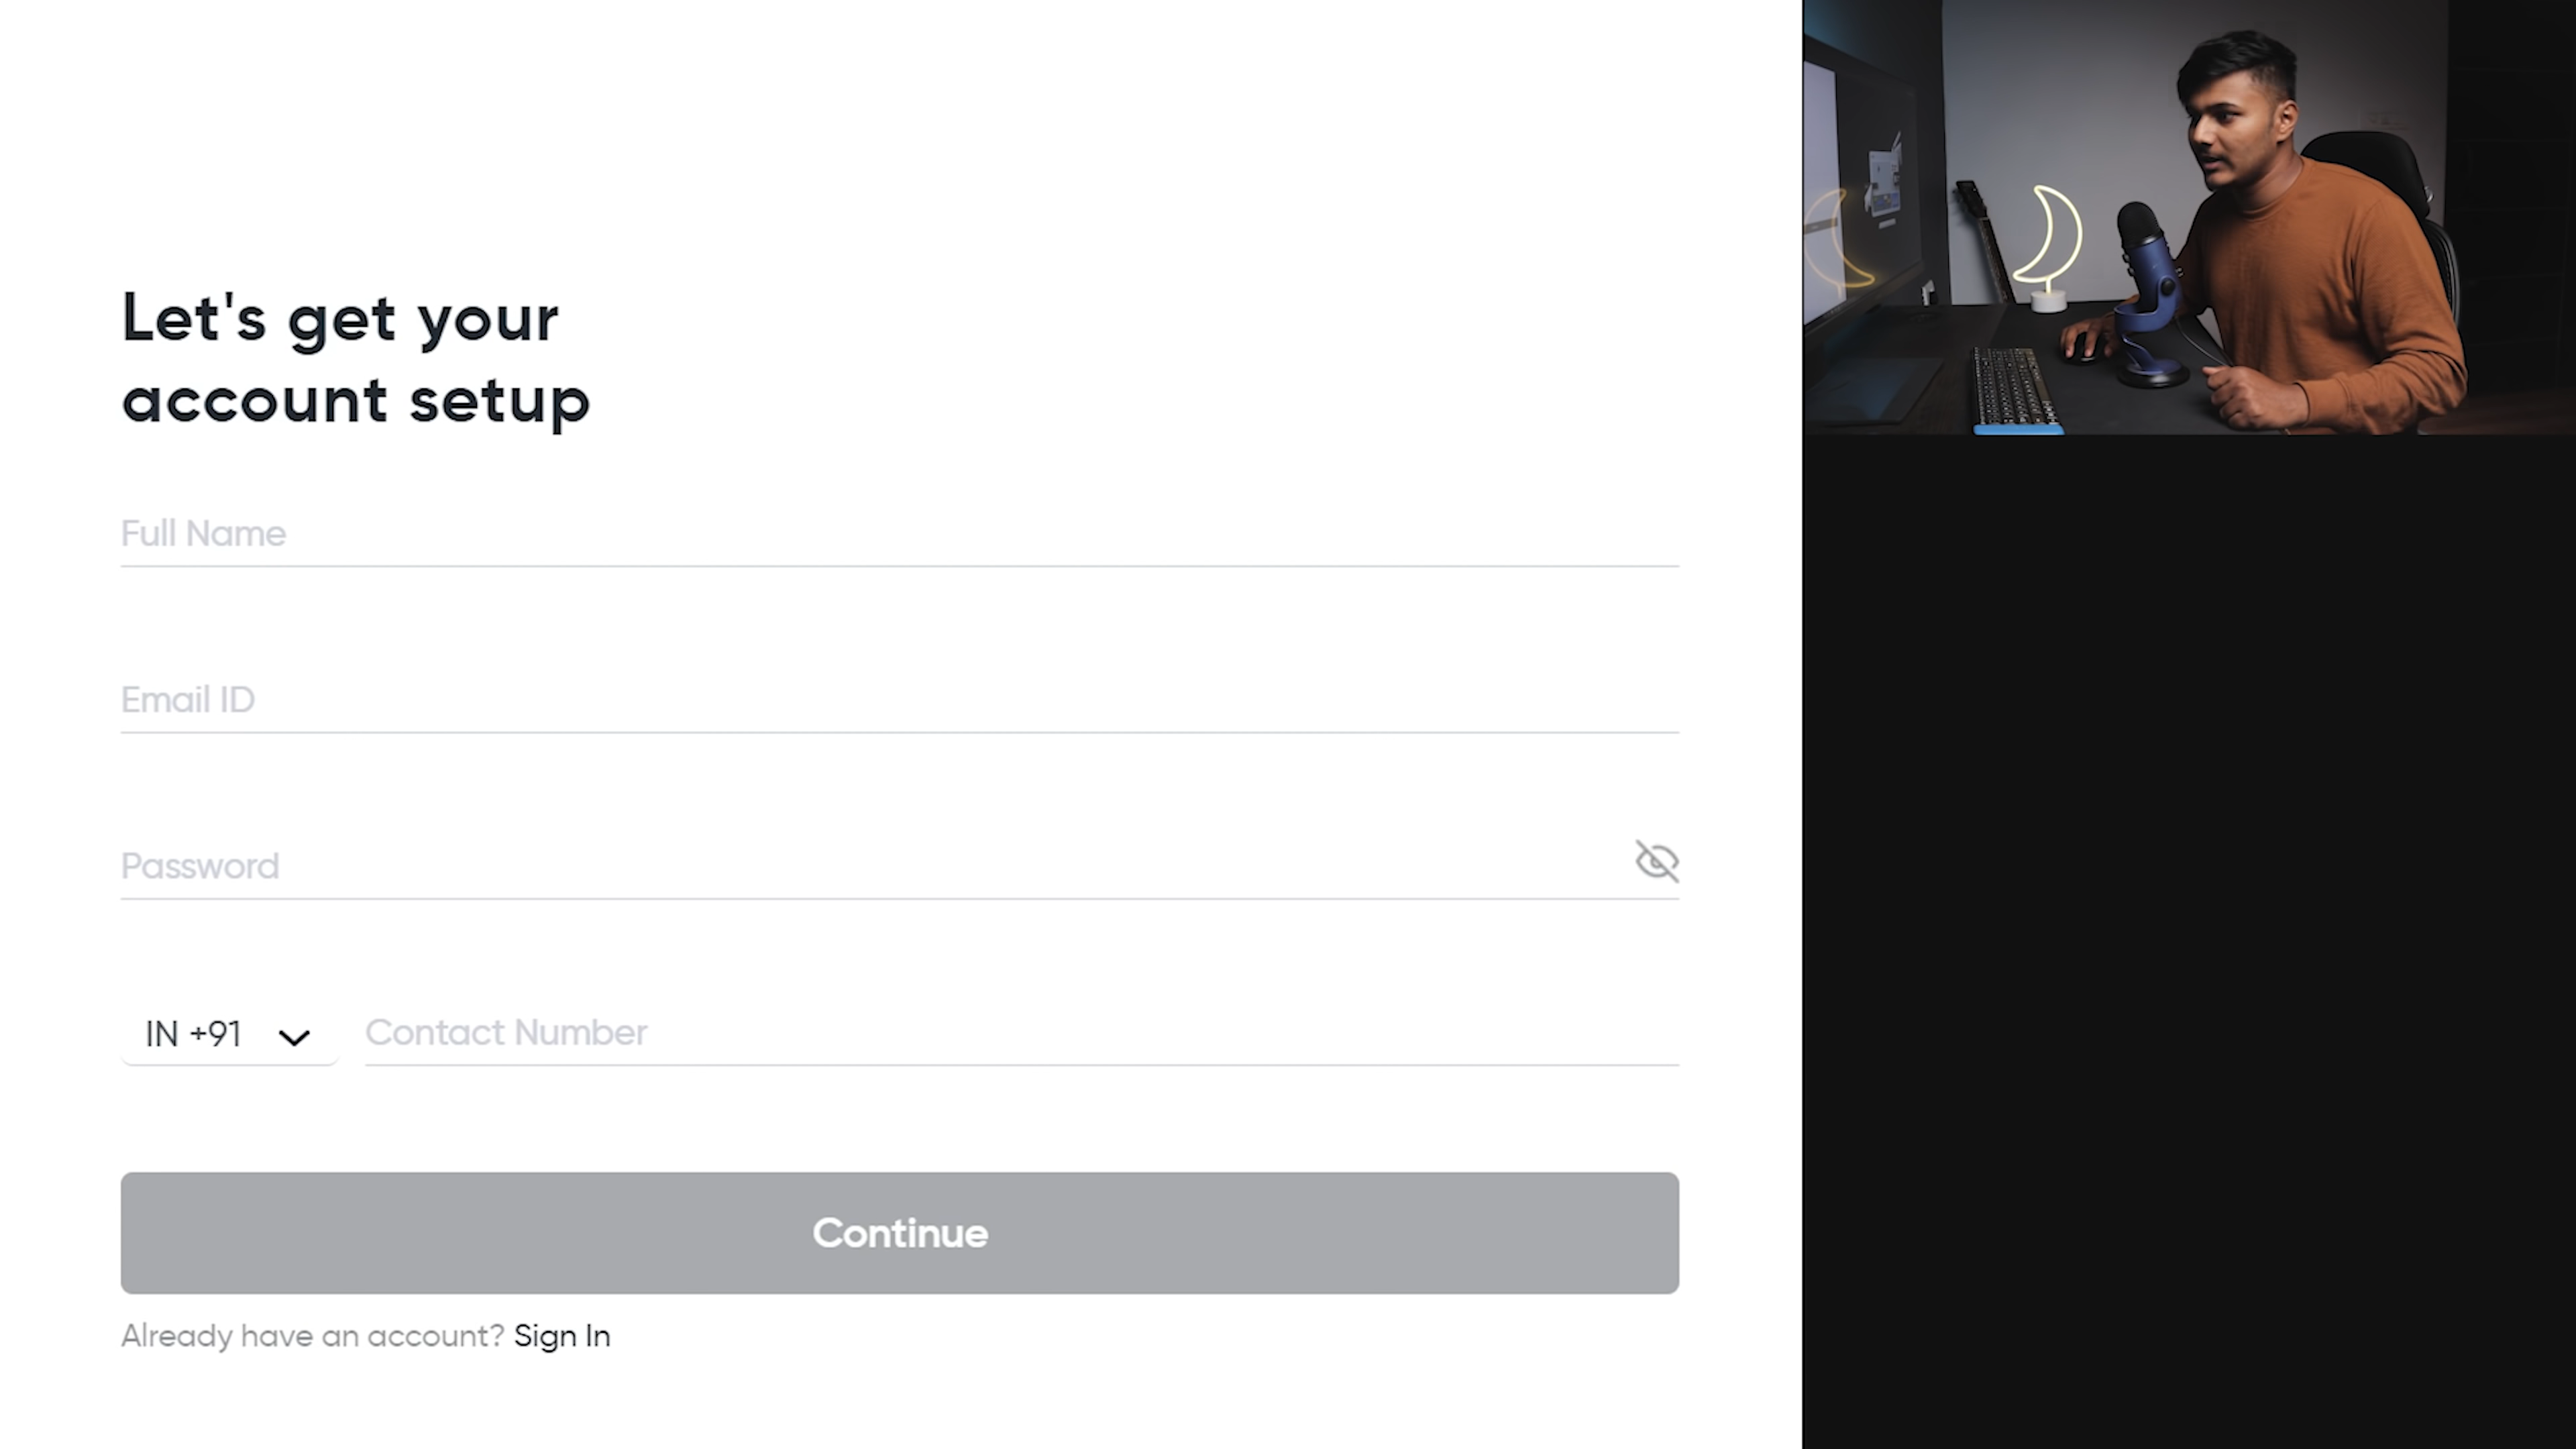 Let's get your
account setup
Full Name
Email ID
Password
IN +91
Contact Number
Continue
Already have an account? Sign In